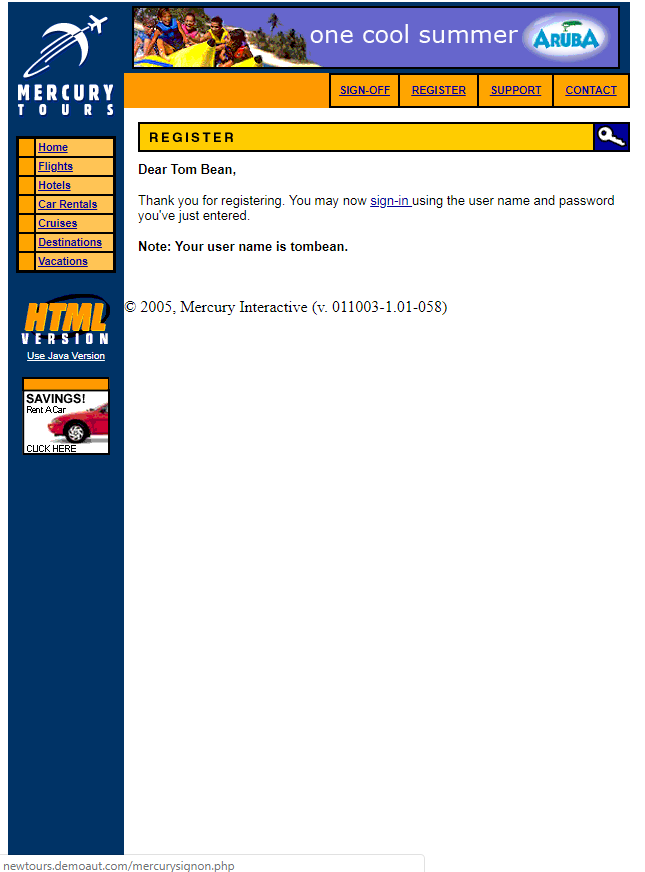 one cool summer ARUBA
MERCURY
TOURS
SIGN-OFF REGISTER SUPPORT CONTACT
Home
Flights
Hotels
Car Rentals
Cruises
Destinations
Vacations
HTML
VERSION
Use Java Version
SAVINGS!
Rent A Car
CLICK HERE
REGISTER
Dear Tom Bean,
Thank you for registering. You may now sign-in using the user name and password
you've just entered.
Note: Your user name is tombean.
© 2005, Mercury Interactive (v. 011003-1.01-058)
newtours.demoaut.com/mercurysignon.php